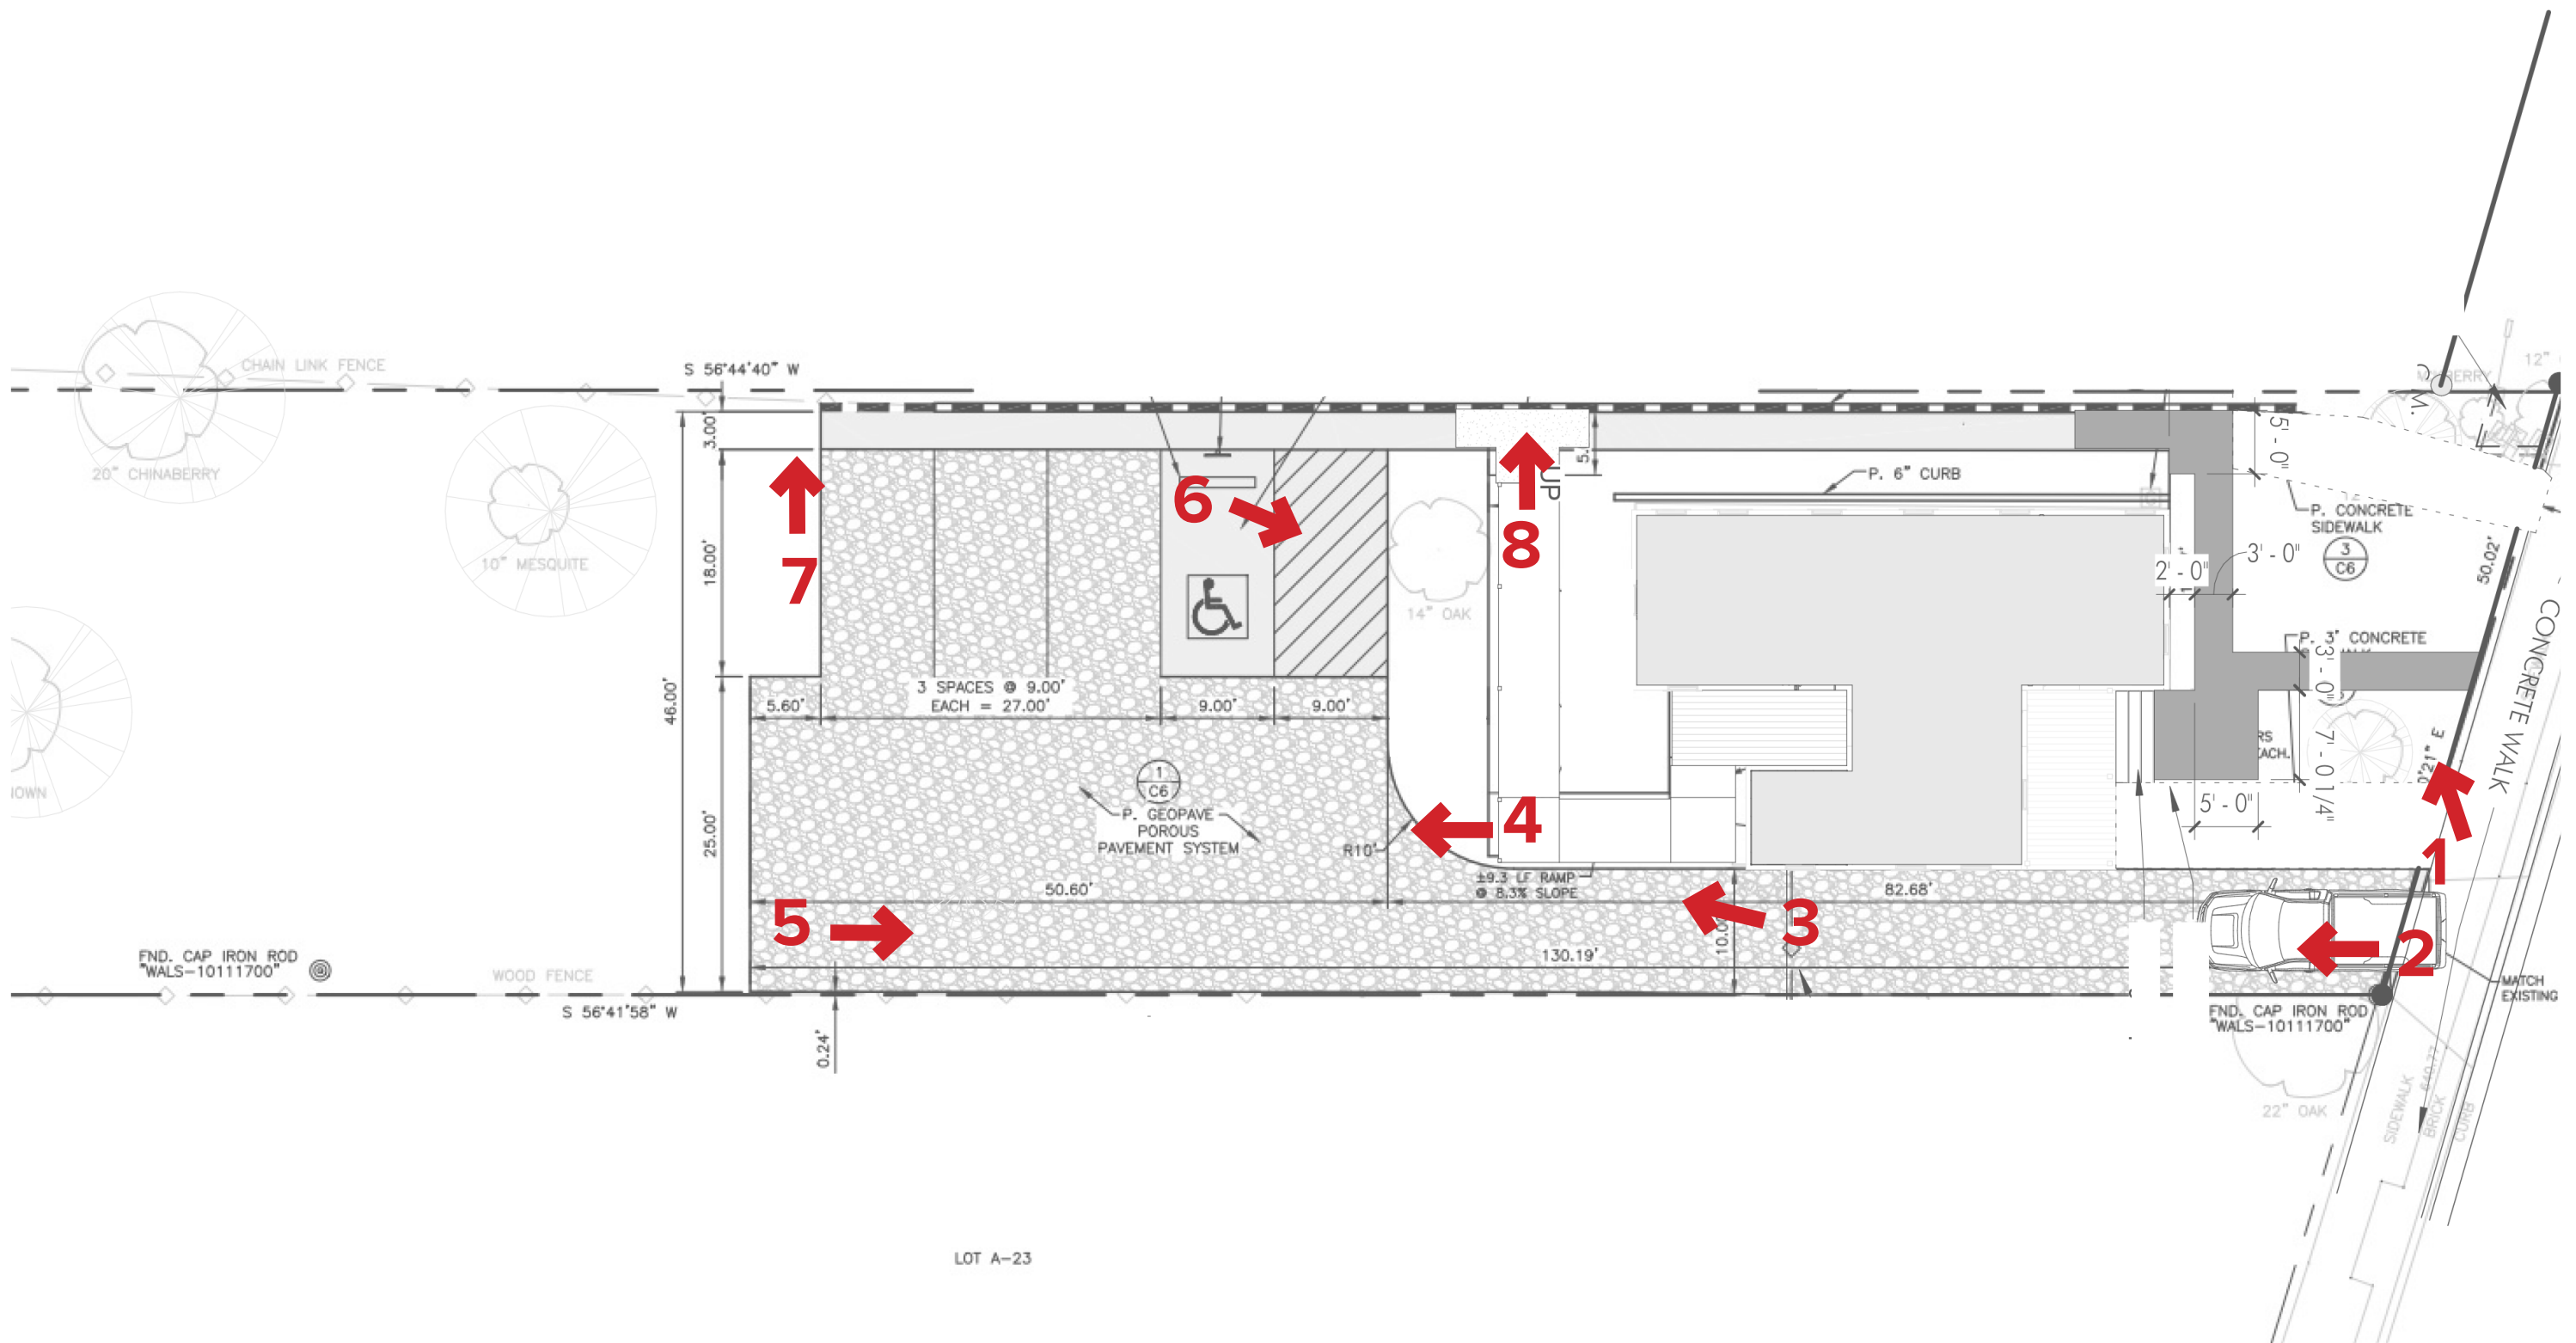 CHAIN LINK FENCE
S 56°44'40" W
12"
20" CHINABERRY
3.00'
5'-0"
P. 6" CURB
UP
6
8
P. CONCRETE
SIDEWALK
3
C6
3'-0"
2'-0"
50.02'
10" MESQUITE
18.00'
7
14" OAK
CONCRETE WALK
P. 3' CONCRETE
3'-0"
46.00'
3 SPACES @ 9.00'
EACH = 27.00'
5.60'
9.00'
9.00'
7'-0 1/4"
5'-0"
1
C6
P. GEOPAVE
POROUS
PAVEMENT SYSTEM
25.00'
R10'
4
1
±9.3 LF RAMP
@ 8.3% SLOPE
50.60'
82.68'
5
3
2
130.19'
FND. CAP IRON ROD
"WALS-10111700"
WOOD FENCE
S 56°41'58" W
0.24'
MATCH
EXISTING
FND. CAP IRON ROD
"WALS-10111700"
22" OAK
SIDEWALK
BRICK
CURB
640.77
LOT A-23